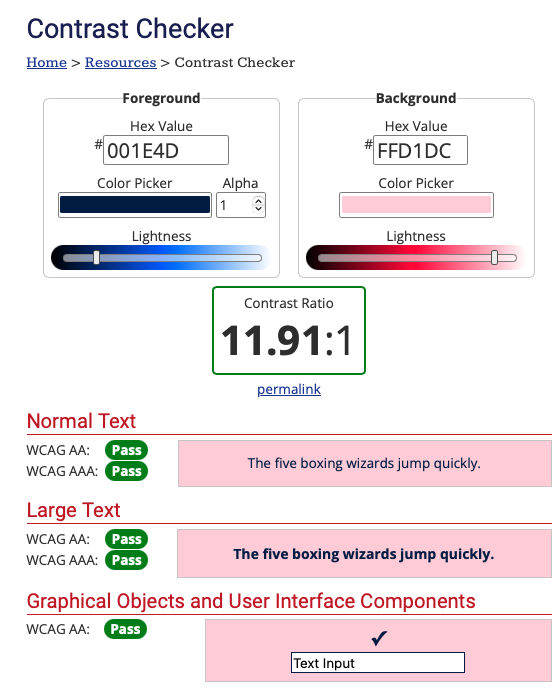 Contrast Checker
Home > Resources > Contrast Checker
Foreground
Hex Value
# 001E4D
Color Picker Alpha
1
Lightness
Background
Hex Value
# FFD1DC
Color Picker
Lightness
Contrast Ratio
11.91:1
permalink
Normal Text
WCAG AA: Pass
WCAG AAA: Pass
The five boxing wizards jump quickly.
Large Text
WCAG AA: Pass
WCAG AAA: Pass
The five boxing wizards jump quickly.
Graphical Objects and User Interface Components
WCAG AA: Pass
✔
Text Input